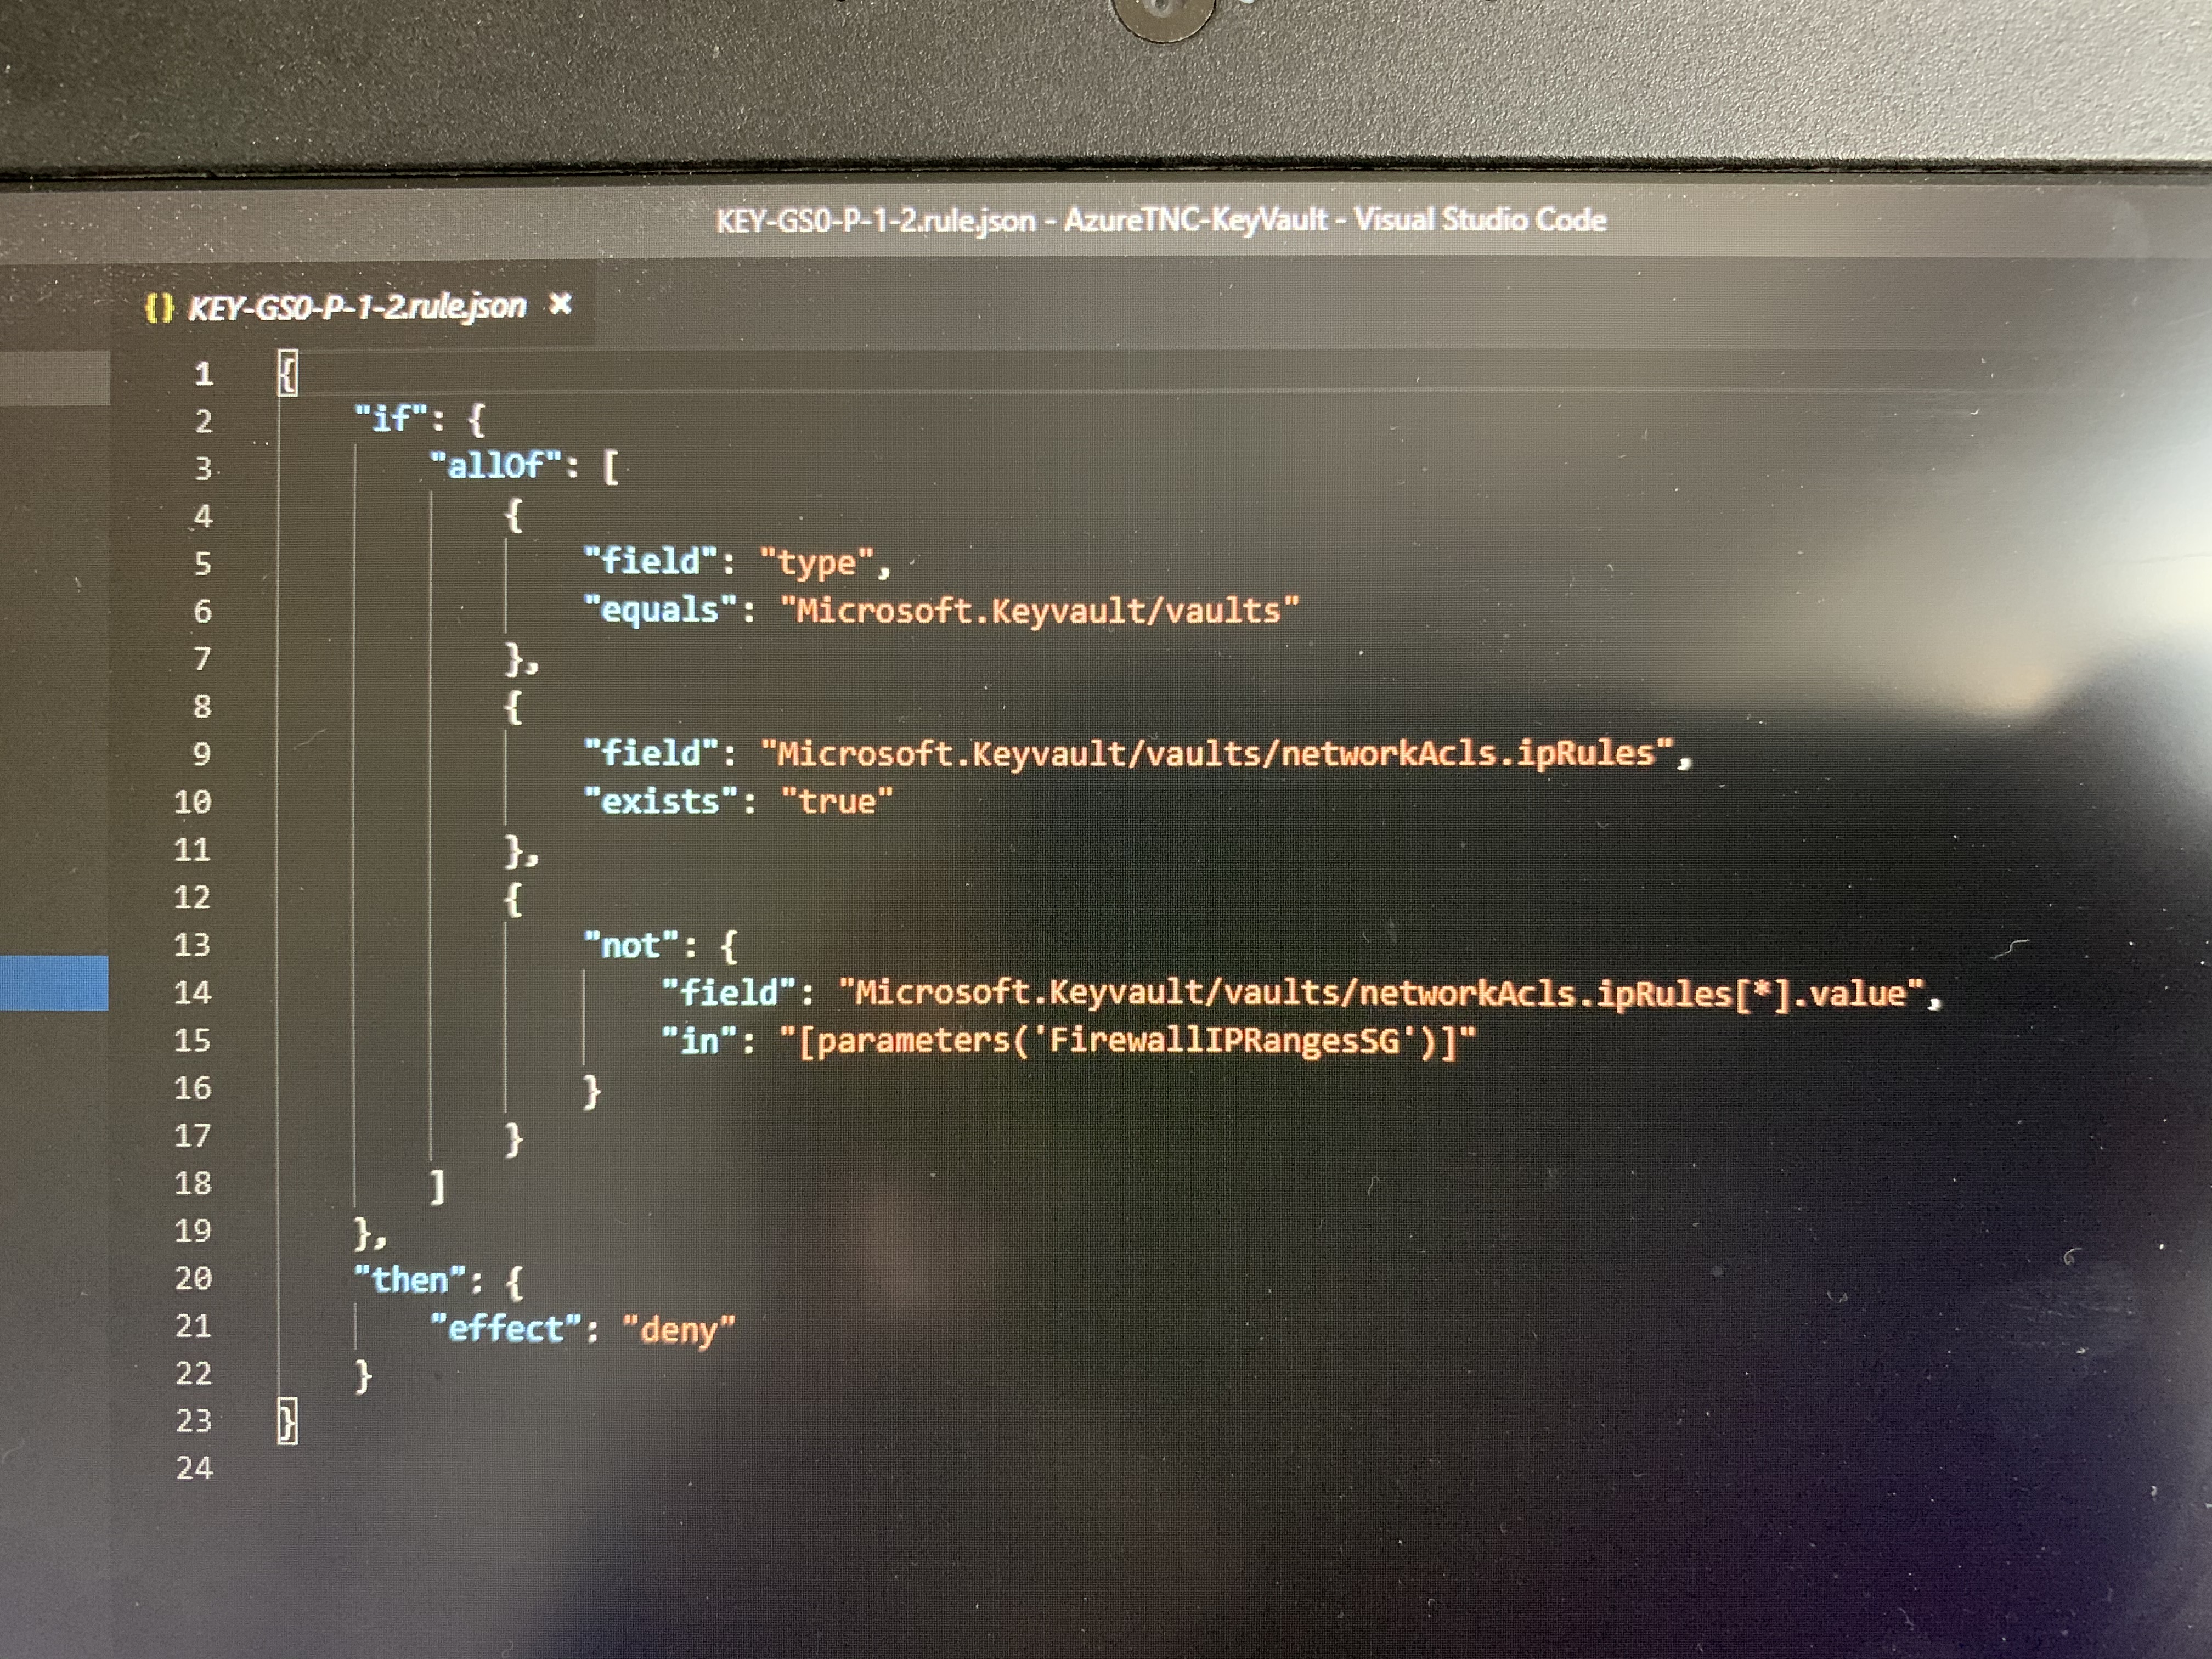 KEY-GS0-P-1-2.rule.json - AzureTNC-KeyVault - Visual Studio Code
{} KEY-GS0-P-1-2.rule.json ×
1 {
2 "if": {
3 "allOf": [
4 {
5 "field": "type",
6 "equals": "Microsoft.Keyvault/vaults"
7 },
8 {
9 "field": "Microsoft.Keyvault/vaults/networkAcls.ipRules",
10 "exists": "true"
11 },
12 {
13 "not": {
14 "field": "Microsoft.Keyvault/vaults/networkAcls.ipRules[*].value",
15 "in": "[parameters('FirewallIPRangesSG')]"
16 }
17 }
18 ]
19 },
20 "then": {
21 "effect": "deny"
22 }
23 }
24